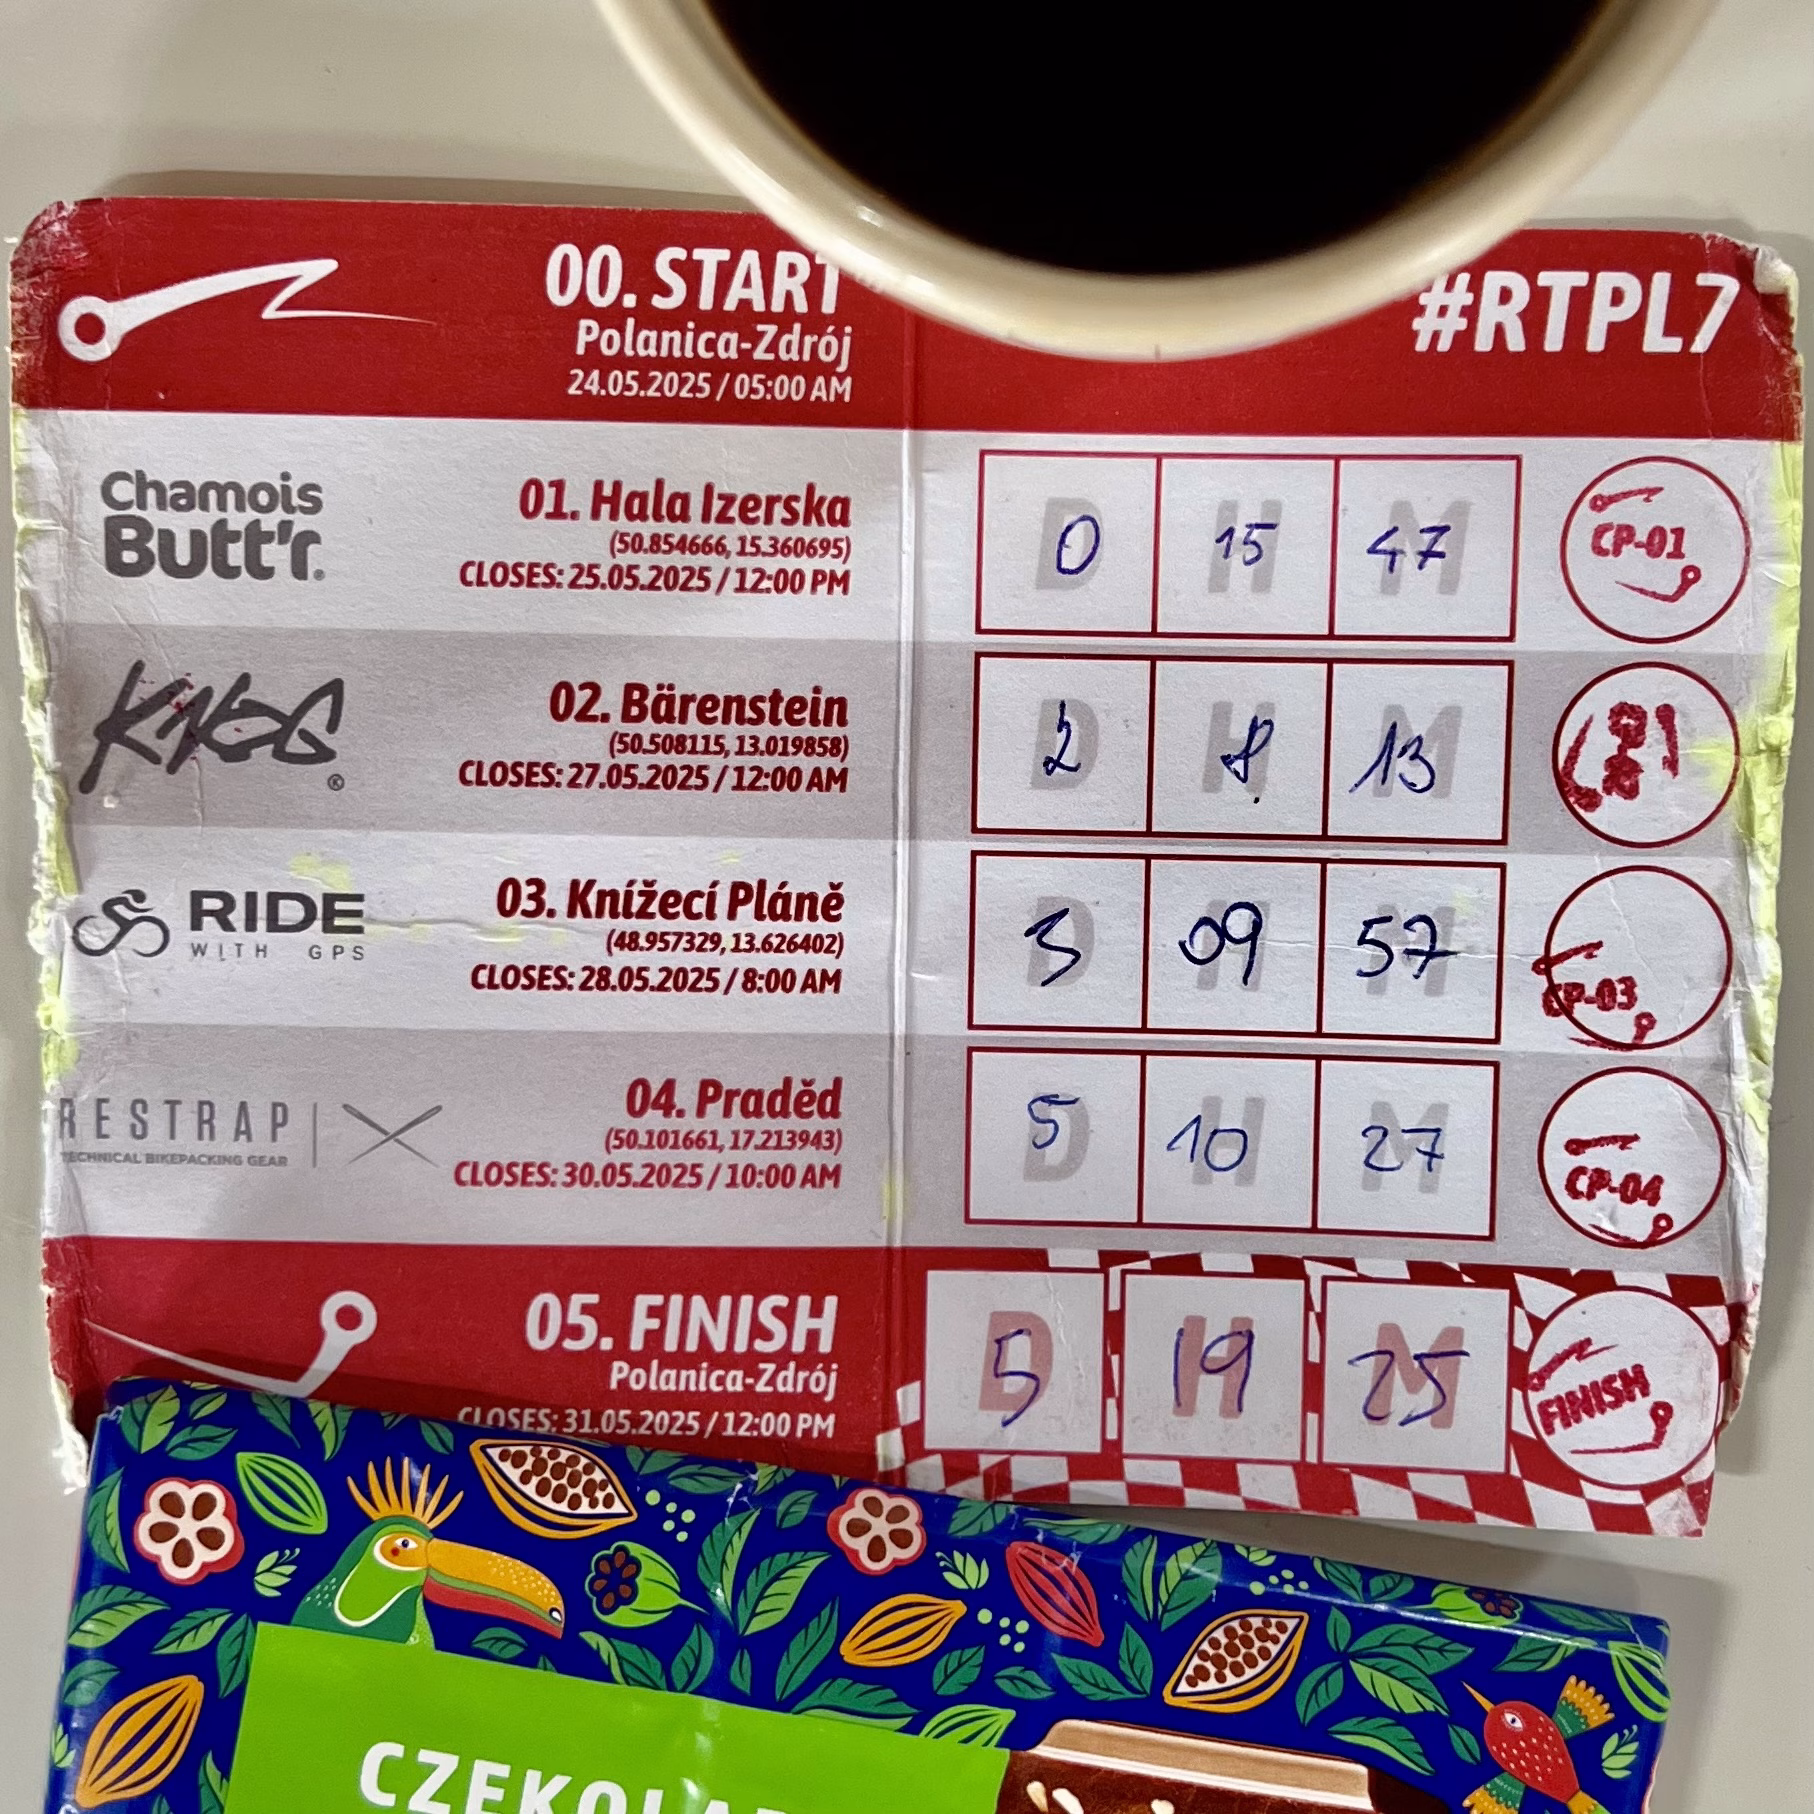 00. START
Polanica-Zdrój
24.05.2025 / 05:00 AM
#RTPL7
Chamois
Butt'r.
01. Hala Izerska
(50.854666, 15.360695)
CLOSES: 25.05.2025 / 12:00 PM
D H M
0 15 47
CP-01
KNOG®
02. Bärenstein
(50.508115, 13.019858)
CLOSES: 27.05.2025 / 12:00 AM
D H M
2 8 13
RIDE
WITH GPS
03. Knížecí Pláně
(48.957329, 13.626402)
CLOSES: 28.05.2025 / 8:00 AM
D H M
3 09 57
CP-03
RESTRAP
TECHNICAL BIKEPACKING GEAR
04. Praděd
(50.101661, 17.213943)
CLOSES: 30.05.2025 / 10:00 AM
D H M
5 10 27
CP-04
05. FINISH
Polanica-Zdrój
CLOSES: 31.05.2025 / 12:00 PM
D H M
5 19 25
FINISH